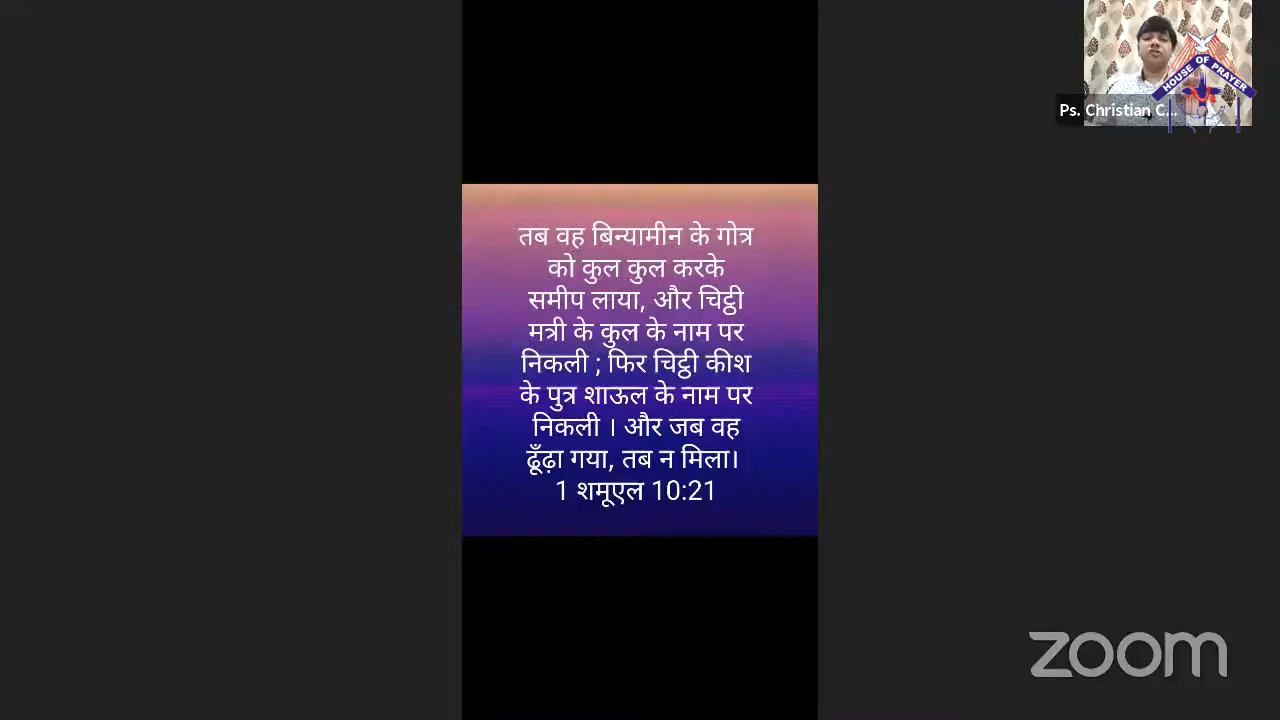 तब वह बिन्यामीन के गोत्र
को कुल कुल करके
समीप लाया, और चिट्ठी
मत्री के कुल के नाम पर
निकली ; फिर चिट्ठी कीश
के पुत्र शाऊल के नाम पर
निकली । और जब वह
ढूँढ़ा गया, तब न मिला।
1 शमूएल 10:21
HOUSE OF PRAYER
Ps. Christian C...
zoom